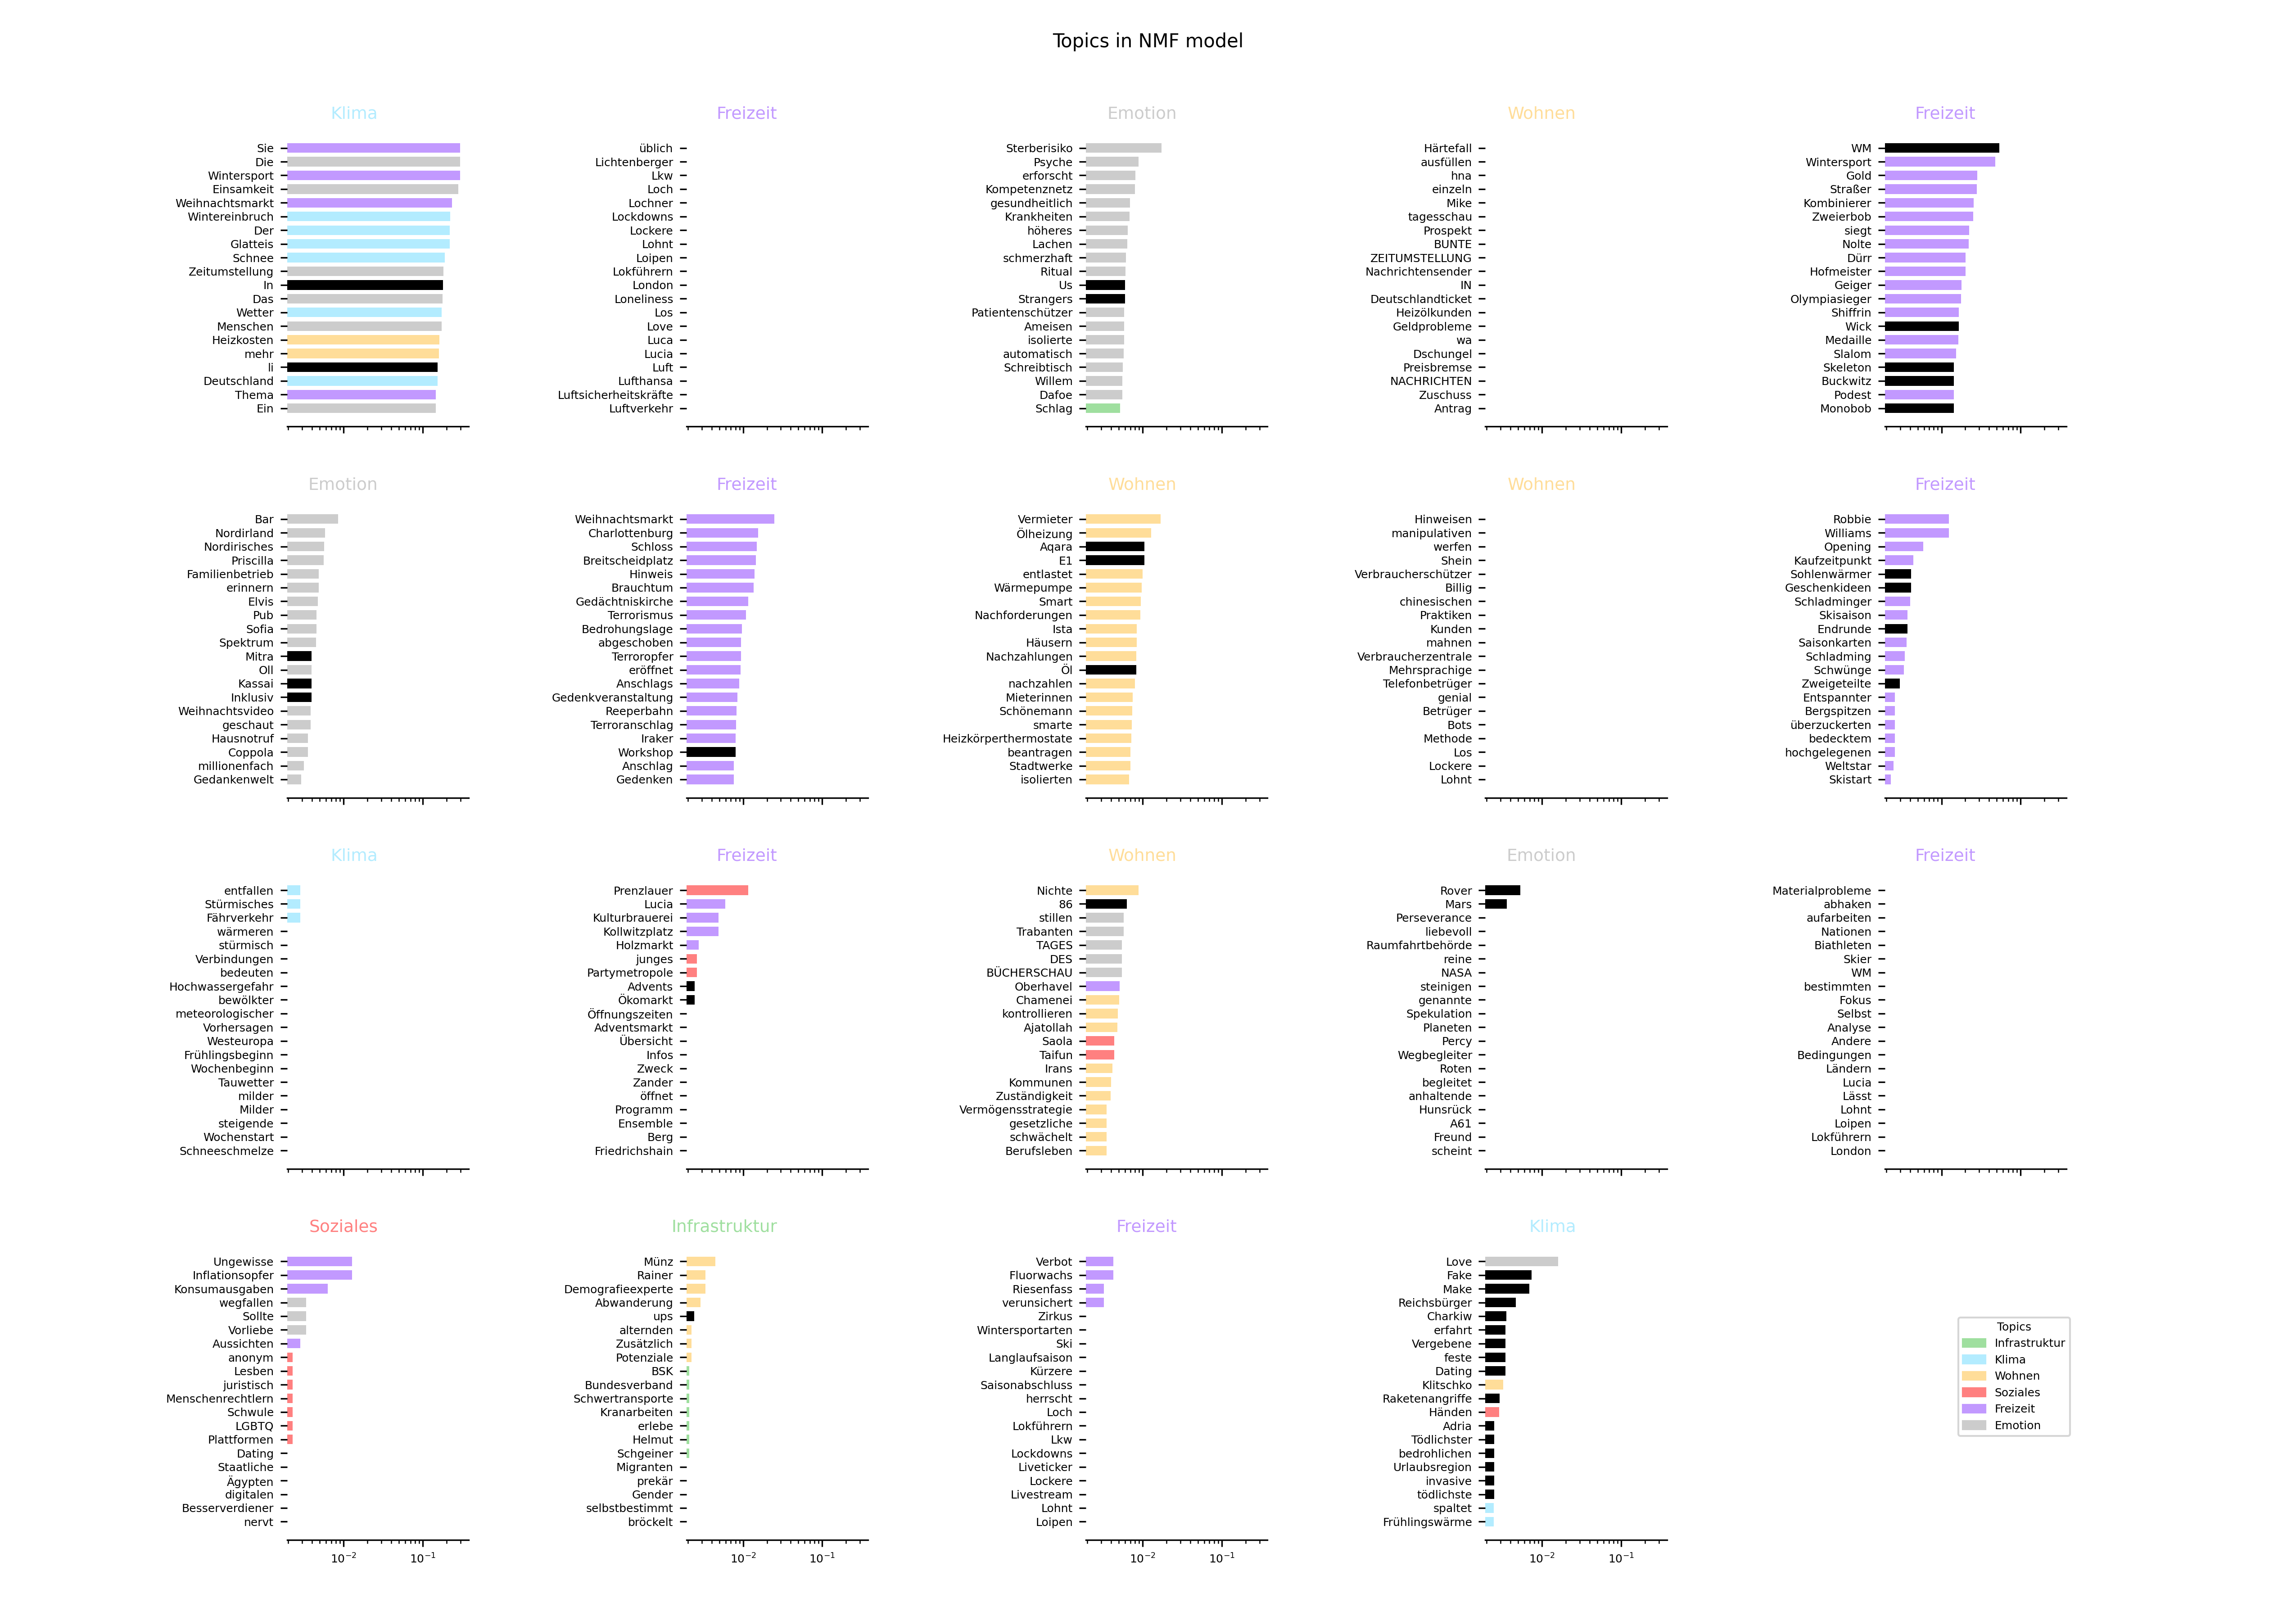 Topics in NMF model
Klima
Sie
Die
Wintersport
Einsamkeit
Weihnachtsmarkt
Wintereinbruch
Der
Glatteis
Schnee
Zeitumstellung
In
Das
Wetter
Menschen
Heizkosten
mehr
li
Deutschland
Thema
Ein
Freizeit
üblich
Lichtenberger
Lkw
Loch
Lochner
Lockdowns
Lockere
Lohnt
Loipen
Lokführern
London
Loneliness
Los
Love
Luca
Lucia
Luft
Lufthansa
Luftsicherheitskräfte
Luftverkehr
Emotion
Sterberisiko
Psyche
erforscht
Kompetenznetz
gesundheitlich
Krankheiten
höheres
Lachen
schmerzhaft
Ritual
Us
Strangers
Patientenschützer
Ameisen
isolierte
automatisch
Schreibtisch
Willem
Dafoe
Schlag
Wohnen
Härtefall
ausfüllen
hna
einzeln
Mike
tagesschau
Prospekt
BUNTE
ZEITUMSTELLUNG
Nachrichtensender
IN
Deutschlandticket
Heizölkunden
Geldprobleme
wa
Dschungel
Preisbremse
NACHRICHTEN
Zuschuss
Antrag
Freizeit
WM
Wintersport
Gold
Straßer
Kombinierer
Zweierbob
siegt
Nolte
Dürr
Hofmeister
Geiger
Olympiasieger
Shiffrin
Wick
Medaille
Slalom
Skeleton
Buckwitz
Podest
Monobob
Emotion
Bar
Nordirland
Nordirisches
Priscilla
Familienbetrieb
erinnern
Elvis
Pub
Sofia
Spektrum
Mitra
Oll
Kassai
Inklusiv
Weihnachtsvideo
geschaut
Hausnotruf
Coppola
millionenfach
Gedankenwelt
Freizeit
Weihnachtsmarkt
Charlottenburg
Schloss
Breitscheidplatz
Hinweis
Brauchtum
Gedächtniskirche
Terrorismus
Bedrohungslage
abgeschoben
Terroropfer
eröffnet
Anschlags
Gedenkveranstaltung
Reeperbahn
Terroranschlag
Iraker
Workshop
Anschlag
Gedenken
Wohnen
Vermieter
Ölheizung
Aqara
E1
entlastet
Wärmepumpe
Smart
Nachforderungen
Ista
Häusern
Nachzahlungen
Öl
nachzahlen
Mieterinnen
Schönemann
smarte
Heizkörperthermostate
beantragen
Stadtwerke
isolierten
Wohnen
Hinweisen
manipulativen
werfen
Shein
Verbraucherschützer
Billig
chinesischen
Praktiken
Kunden
mahnen
Verbraucherzentrale
Mehrsprachige
Telefonbetrüger
genial
Betrüger
Bots
Methode
Los
Lockere
Lohnt
Freizeit
Robbie
Williams
Opening
Kaufzeitpunkt
Sohlenwärmer
Geschenkideen
Schladminger
Skisaison
Endrunde
Saisonkarten
Schladming
Schwünge
Zweigeteilte
Entspannter
Bergspitzen
überzuckerten
bedecktem
hochgelegenen
Weltstar
Skistart
Klima
entfallen
Stürmisches
Fährverkehr
wärmeren
stürmisch
Verbindungen
bedeuten
Hochwassergefahr
bewölkter
meteorologischer
Vorhersagen
Westeuropa
Frühlingsbeginn
Wochenbeginn
Tauwetter
milder
Milder
steigende
Wochenstart
Schneeschmelze
Freizeit
Prenzlauer
Lucia
Kulturbrauerei
Kollwitzplatz
Holzmarkt
junges
Partymetropole
Advents
Ökomarkt
Öffnungszeiten
Adventsmarkt
Übersicht
Infos
Zweck
Zander
öffnet
Programm
Ensemble
Berg
Friedrichshain
Wohnen
Nichte
86
stillen
Trabanten
TAGES
DES
BÜCHERSCHAU
Oberhavel
Chamenei
kontrollieren
Ajatollah
Saola
Taifun
Irans
Kommunen
Zuständigkeit
Vermögensstrategie
gesetzliche
schwächelt
Berufsleben
Emotion
Rover
Mars
Perseverance
liebevoll
Raumfahrtbehörde
reine
NASA
steinigen
genannte
Spekulation
Planeten
Percy
Wegbegleiter
Roten
begleitet
anhaltende
Hunsrück
A61
Freund
scheint
Freizeit
Materialprobleme
abhaken
aufarbeiten
Nationen
Biathleten
Skier
WM
bestimmten
Fokus
Selbst
Analyse
Andere
Bedingungen
Ländern
Lucia
Lässt
Lohnt
Loipen
Lokführern
London
Soziales
Ungewisse
Inflationsopfer
Konsumausgaben
wegfallen
Sollte
Vorliebe
Aussichten
anonym
Lesben
juristisch
Menschenrechtlern
Schwule
LGBTQ
Plattformen
Dating
Staatliche
Ägypten
digitalen
Besserverdiener
nervt
10⁻²
10⁻¹
Infrastruktur
Münz
Rainer
Demografieexperte
Abwanderung
ups
alternden
Zusätzlich
Potenziale
BSK
Bundesverband
Schwertransporte
Kranarbeiten
erlebe
Helmut
Schgeiner
Migranten
prekär
Gender
selbstbestimmt
bröckelt
10⁻²
10⁻¹
Freizeit
Verbot
Fluorwachs
Riesenfass
verunsichert
Zirkus
Wintersportarten
Ski
Langlaufsaison
Kürzere
Saisonabschluss
herrscht
Loch
Lokführern
Lkw
Lockdowns
Liveticker
Lockere
Livestream
Lohnt
Loipen
10⁻²
10⁻¹
Klima
Love
Fake
Make
Reichsbürger
Charkiw
erfahrt
Vergebene
feste
Dating
Klitschko
Raketenangriffe
Händen
Adria
Tödlichster
bedrohlichen
Urlaubsregion
invasive
tödlichste
spaltet
Frühlingswärme
10⁻²
10⁻¹
Topics
Infrastruktur
Klima
Wohnen
Soziales
Freizeit
Emotion